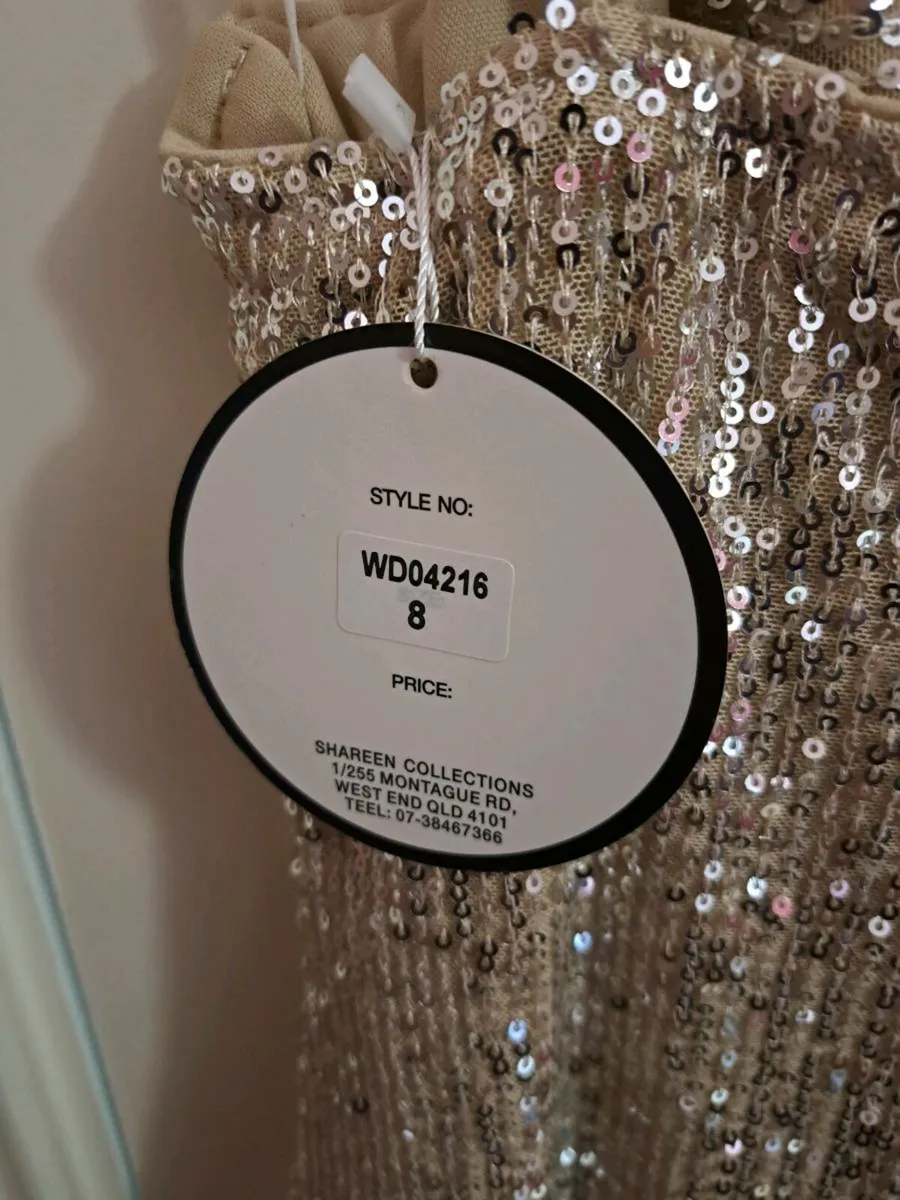 STYLE NO:
WD04216
8
PRICE:
SHAREEN COLLECTIONS
1/255 MONTAGUE RD,
WEST END QLD 4101
TEEL: 07-38467366